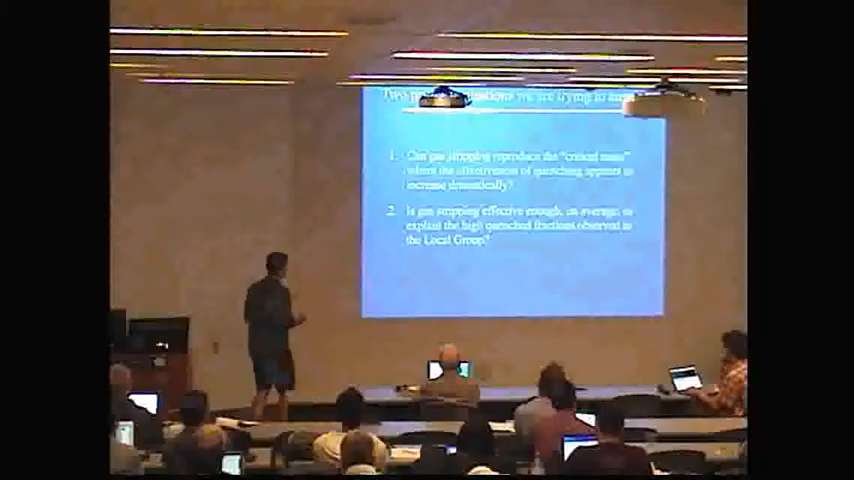 Two we are trying to
1. Can gas stripping reproduce the "critical mass"
where the effectiveness of quenching appears to
increase dramatically?
2. Is gas stripping effective enough, on average, to
explain the high quenched fractions observed in
the Local Group?